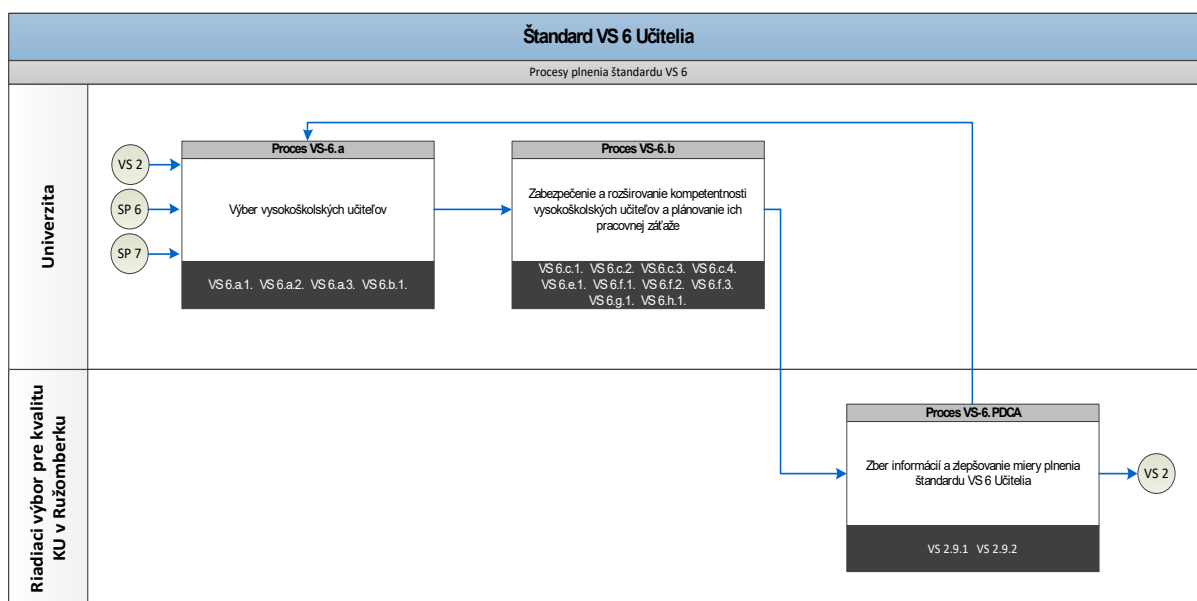 Štandard VS 6 Učitelia
Procesy plnenia štandardu VS 6
Univerzita
VS 2
SP 6
SP 7
Proces VS-6.a
Výber vysokoškolských učiteľov
VS 6.a.1. VS 6.a.2. VS 6.a.3. VS 6.b.1.
Proces VS-6.b
Zabezpečenie a rozširovanie kompetentnosti
vysokoškolských učiteľov a plánovanie ich
pracovnej záťaže
VS 6.c.1. VS 6.c.2. VS.6.c.3. VS 6.c.4.
VS 6.e.1. VS 6.f.1. VS 6.f.2. VS 6.f.3.
VS 6.g.1. VS 6.h.1.
Riadiaci výbor pre kvalitu
KU v Ružomberku
Proces VS-6.PDCA
Zber informácií a zlepšovanie miery plnenia
štandardu VS 6 Učitelia
VS 2.9.1 VS 2.9.2
VS 2